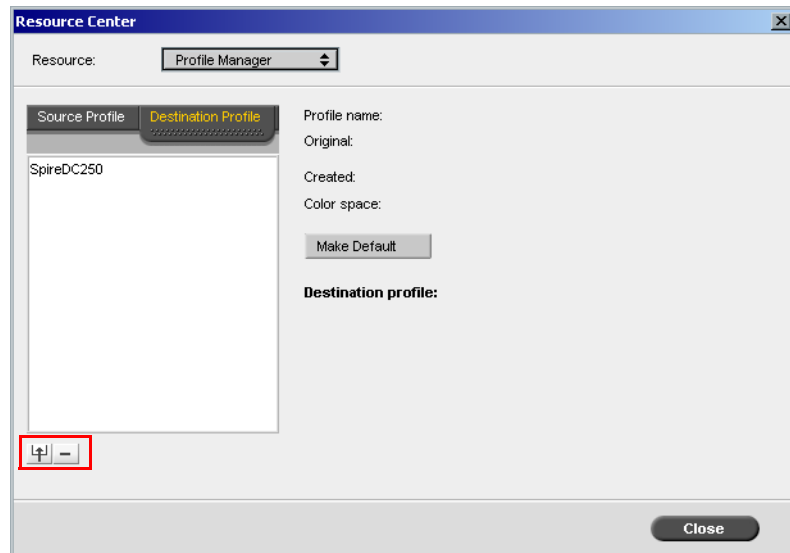 Resource Center
Resource:
Profile Manager
Source Profile
Destination Profile
SpireDC250
Profile name:
Original:
Created:
Color space:
Make Default
Destination profile:
Close